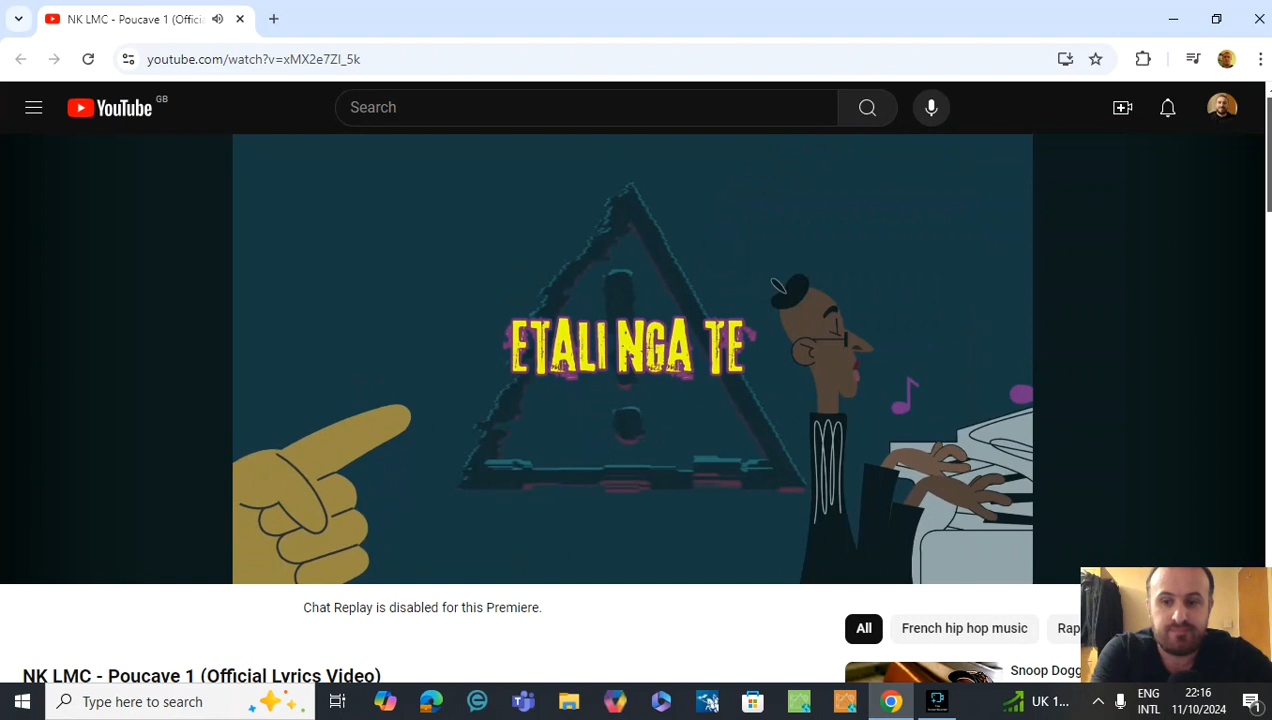 NK LMC - Poucave 1 (Offici
youtube.com/watch?v=xMX2e7ZI_5k
YouTube GB
Search
ETALI NGA TE
Chat Replay is disabled for this Premiere.
All
French hip hop music
Rap
NK LMC - Poucave 1 (Official Lyrics Video)
Snoop Dogg
Type here to search
UK 1...
ENG
INTL
22:16
11/10/2024
1